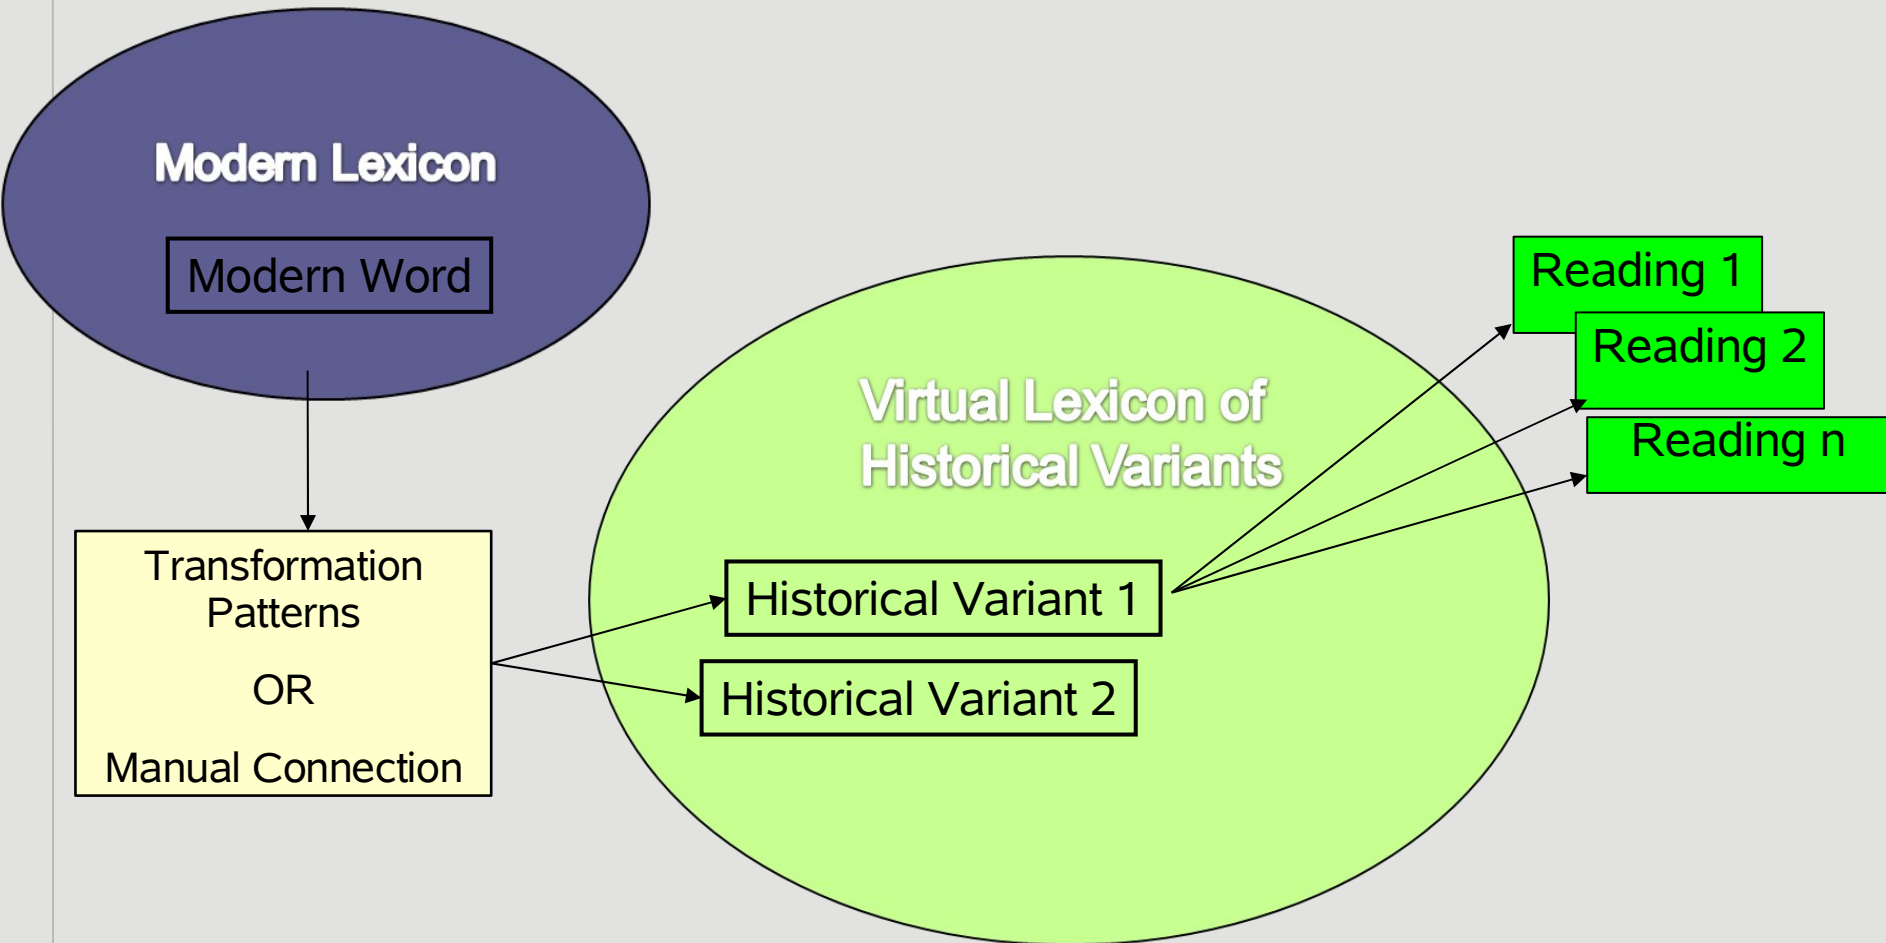 Modern Lexicon
Modern Word
Transformation
Patterns
OR
Manual Connection
Virtual Lexicon of
Historical Variants
Historical Variant 1
Historical Variant 2
Reading 1
Reading 2
Reading n